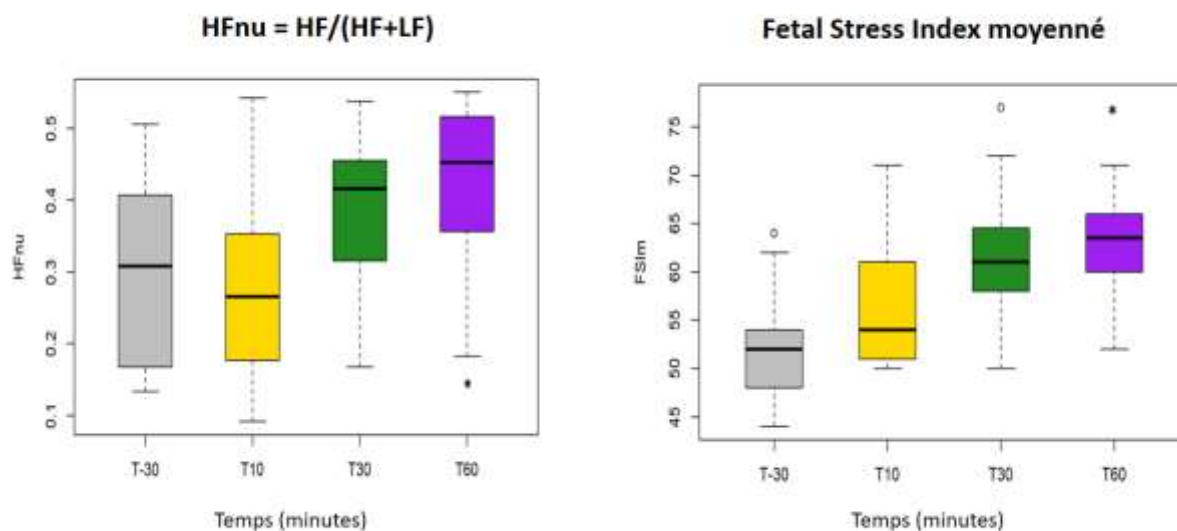 HFnu = HF/(HF+LF)
0.5
0.4
0.3
0.2
0.1
HFnu
T-30 T10 T30 T60
Temps (minutes)
Fetal Stress Index moyenné
75
70
65
60
55
50
45
FSIm
T-30 T10 T30 T60
Temps (minutes)